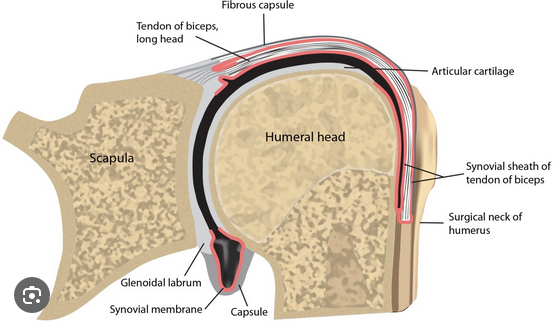 Fibrous capsule
Tendon of biceps,
long head
Articular cartilage
Humeral head
Scapula
Synovial sheath of
tendon of biceps
Surgical neck of
humerus
Glenoidal labrum
Synovial membrane
Capsule